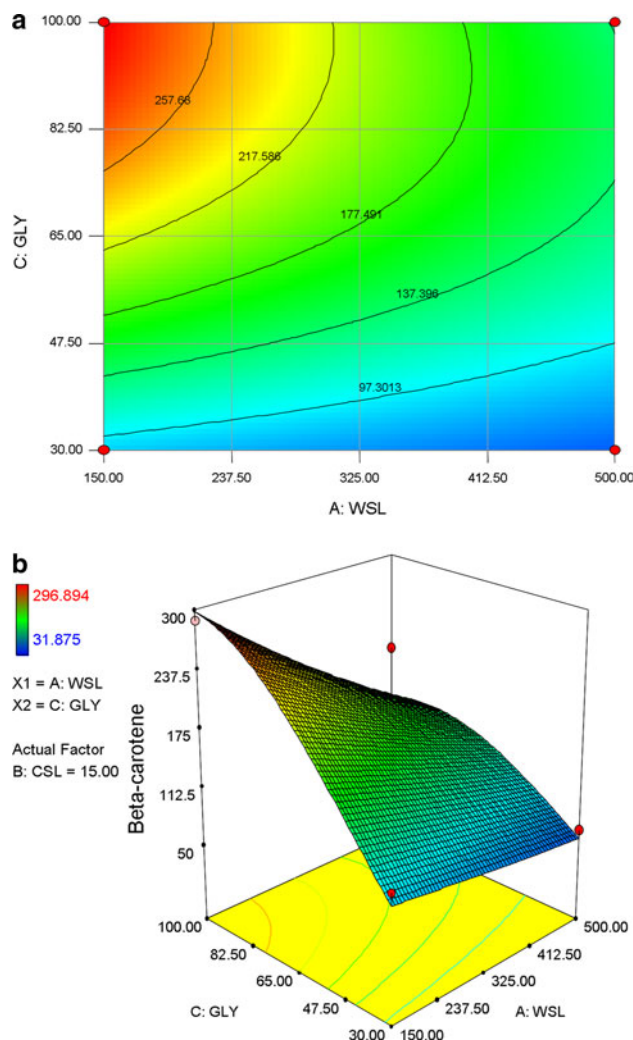 a
100.00
82.50
65.00
47.50
30.00
C: GLY
257.68
217.586
177.491
137.396
97.3013
150.00 237.50 325.00 412.50 500.00
A: WSL
b
296.894
31.875
X1 = A: WSL
X2 = C: GLY
Actual Factor
B: CSL = 15.00
Beta-carotene
300
237.5
175
112.5
50
100.00
82.50
65.00
47.50
30.00
C: GLY
150.00
237.50
325.00
412.50
500.00
A: WSL